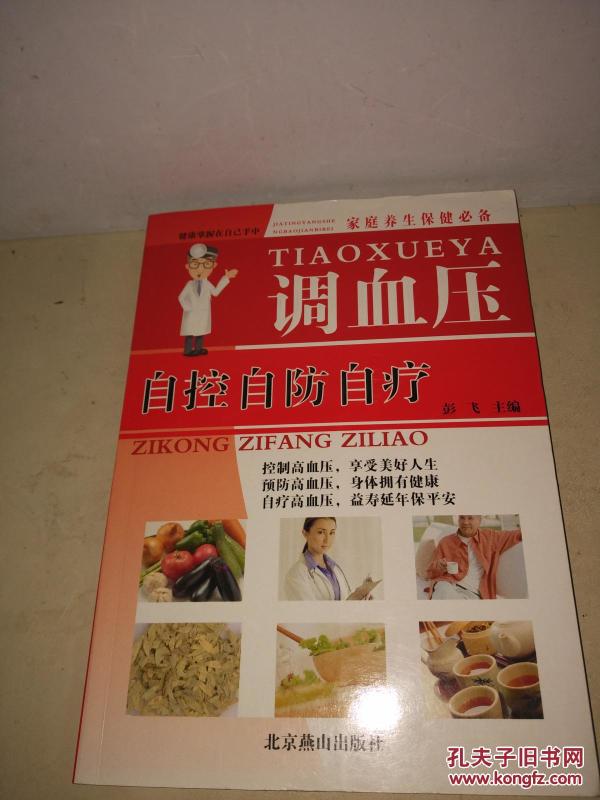 健康掌握在自己手中
JIATINGYANGSHE
NGBAOJIANBIBEI
家庭养生保健必备
TIAOXUEYA
调血压
自控自防自疗
彭飞 主编
ZIKONG ZIFANG ZILIAO
控制高血压，享受美好人生
预防高血压，身体拥有健康
自疗高血压，益寿延年保平安
北京燕山出版社
孔夫子旧书网
www.kongfz.com